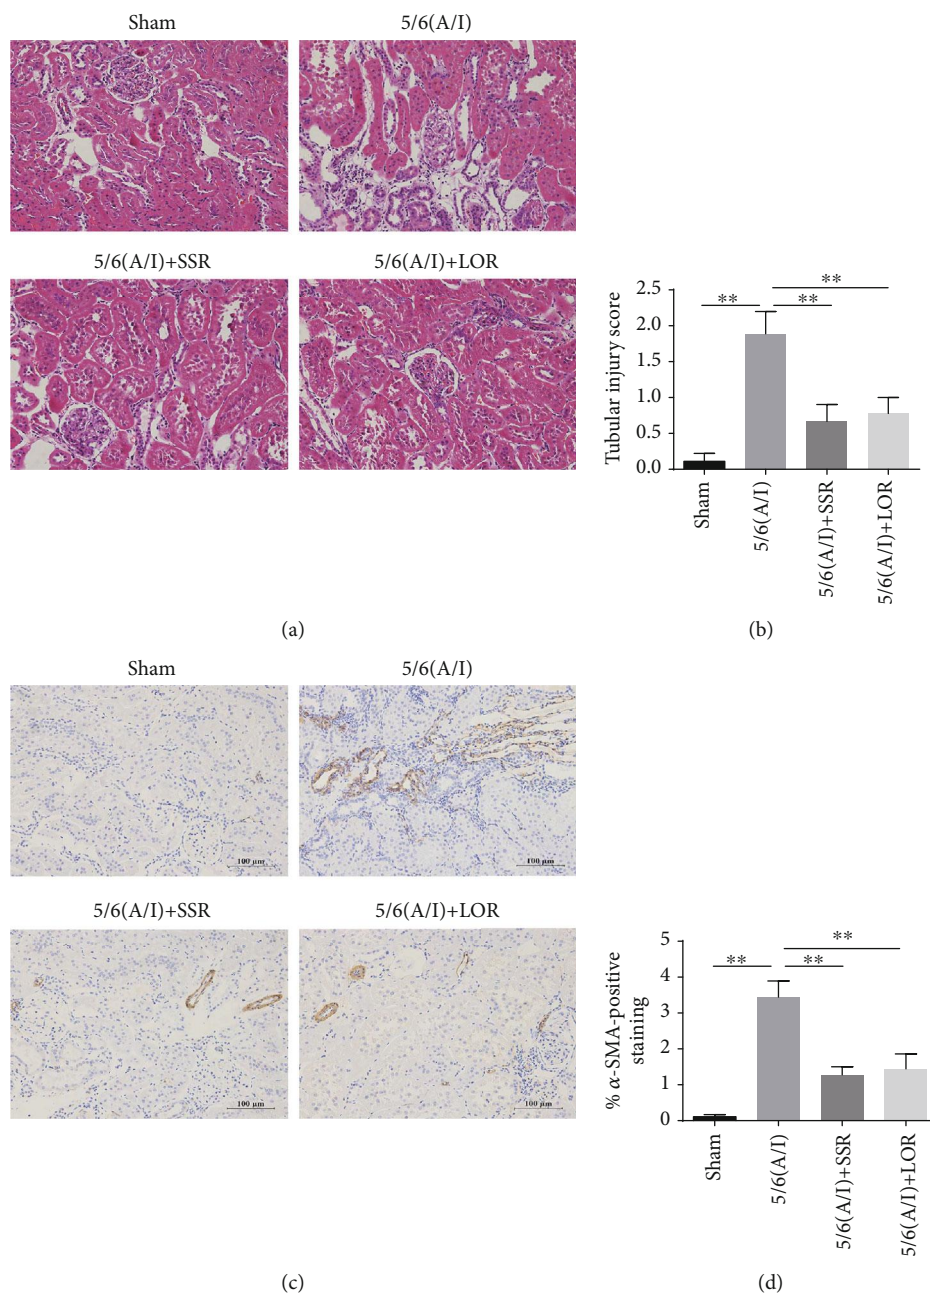 Sham
5/6(A/I)
5/6(A/I)+SSR
5/6(A/I)+LOR
(a)
**
**
**
2.5
2.0
1.5
1.0
0.5
0.0
Tubular injury score
Sham
5/6(A/I)
5/6(A/I)+SSR
5/6(A/I)+LOR
(b)
Sham
5/6(A/I)
100 μm
100 μm
5/6(A/I)+SSR
5/6(A/I)+LOR
100 μm
100 μm
(c)
**
**
**
5
4
3
2
1
0
% α-SMA-positive
staining
Sham
5/6(A/I)
5/6(A/I)+SSR
5/6(A/I)+LOR
(d)